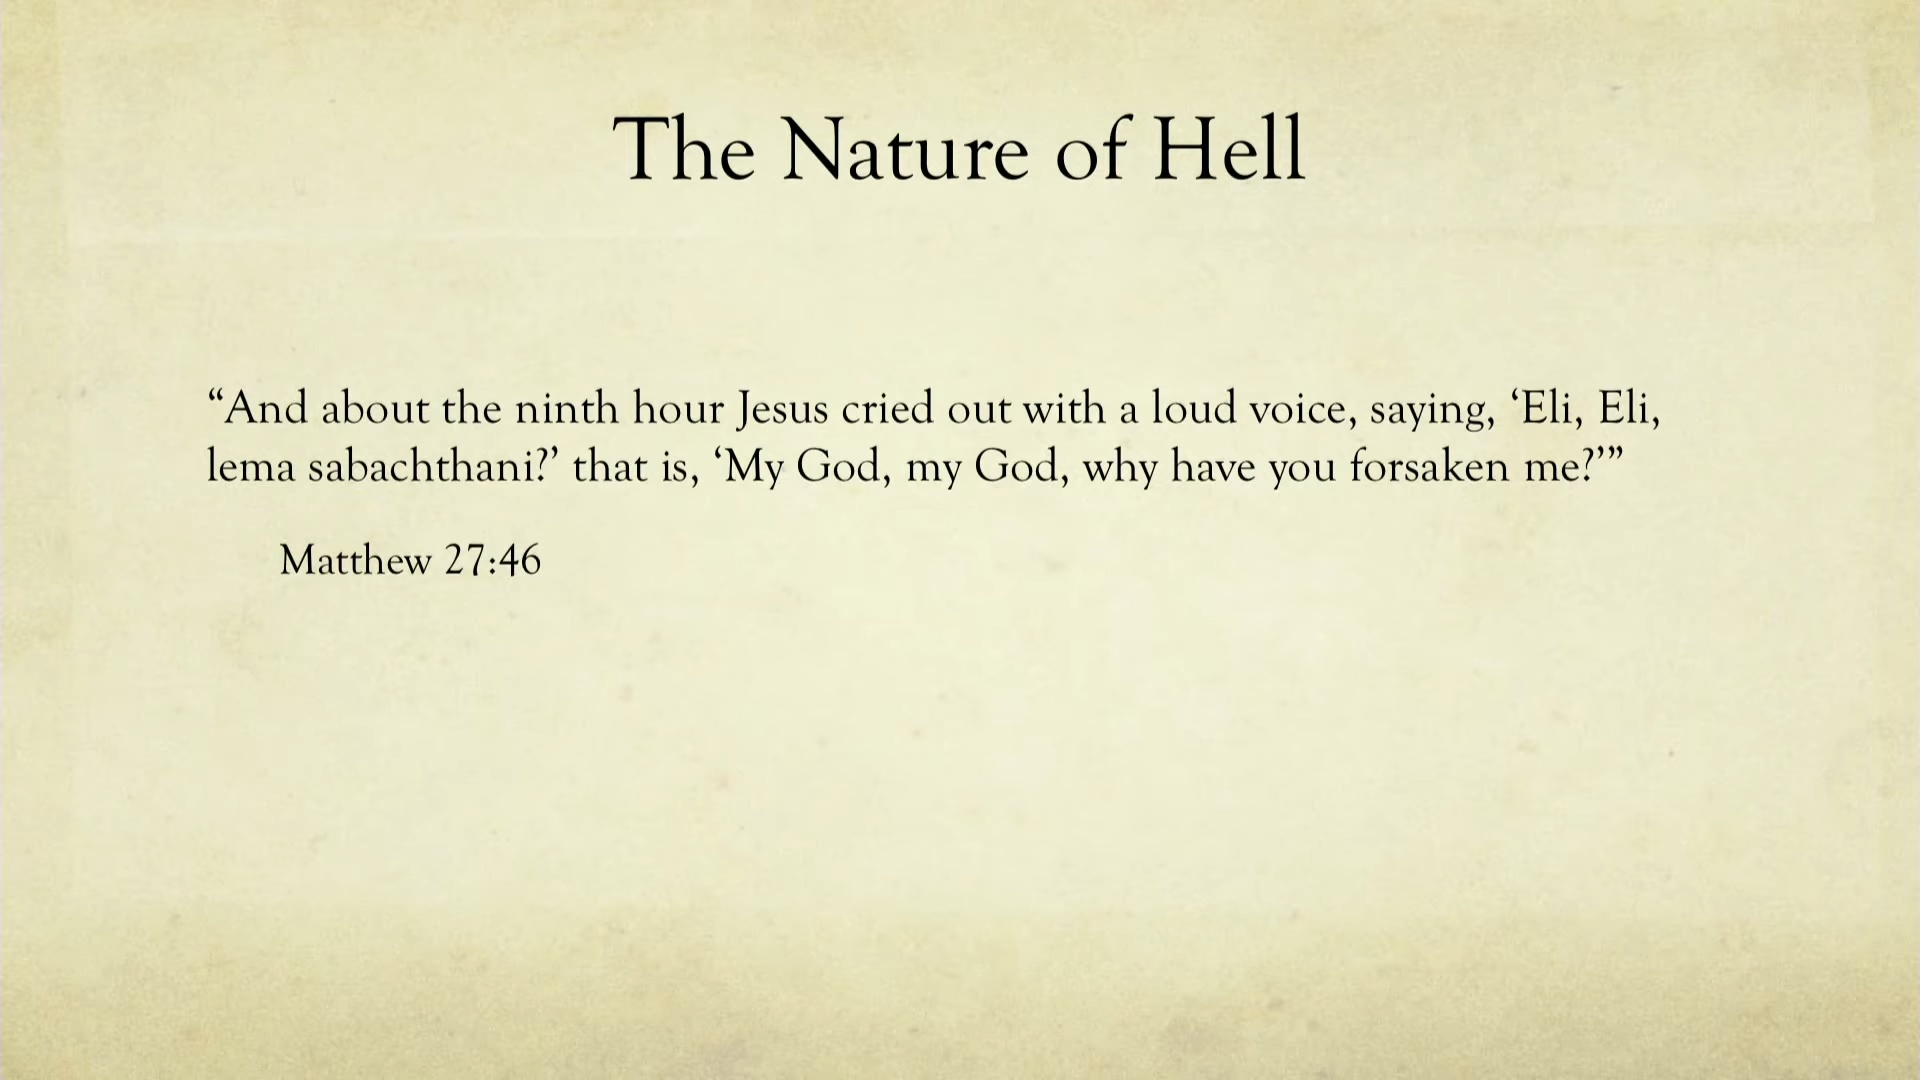 The Nature of Hell
“And about the ninth hour Jesus cried out with a loud voice, saying, ‘Eli, Eli,
lema sabachthani?’ that is, ‘My God, my God, why have you forsaken me?’”
Matthew 27:46